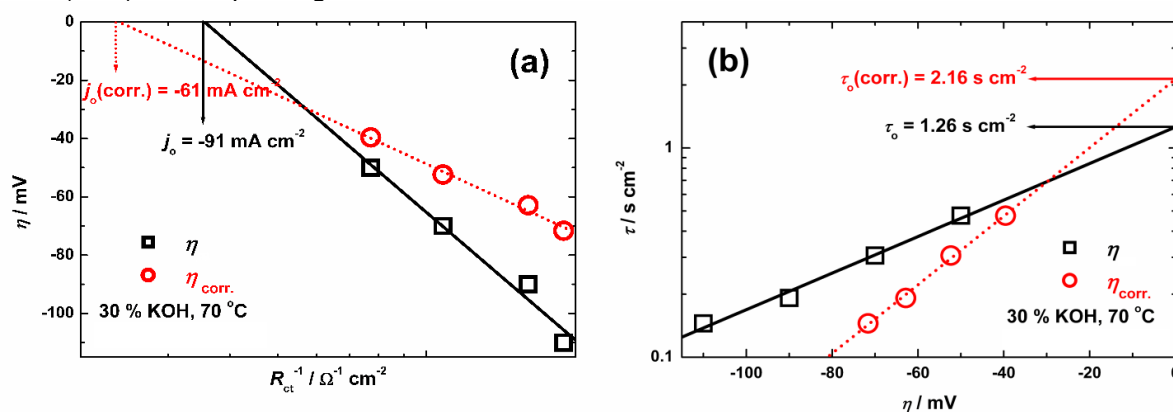 (a)
0
-20
-40
-60
-80
-100
η / mV
j_o(corr.) = -61 mA cm⁻²
j_o = -91 mA cm⁻²
η
η_corr.
30 % KOH, 70 °C
R_ct⁻¹ / Ω⁻¹ cm⁻²
(b)
τ_o(corr.) = 2.16 s cm⁻²
τ_o = 1.26 s cm⁻²
1
0.1
τ / s cm⁻²
η
η_corr.
30 % KOH, 70 °C
-100 -80 -60 -40 -20 0
η / mV